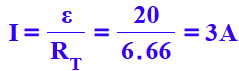 I = ε/R_T = 20/6.66 = 3A